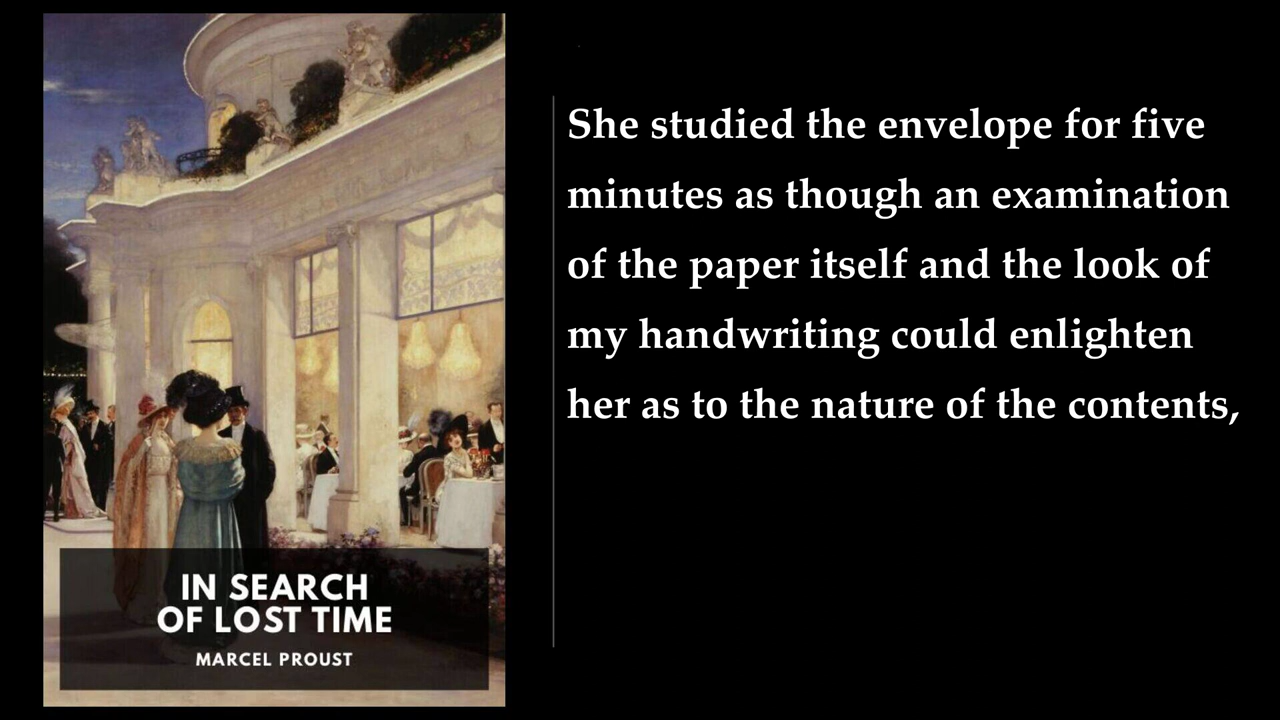 She studied the envelope for five
minutes as though an examination
of the paper itself and the look of
my handwriting could enlighten
her as to the nature of the contents,
IN SEARCH
OF LOST TIME
MARCEL PROUST